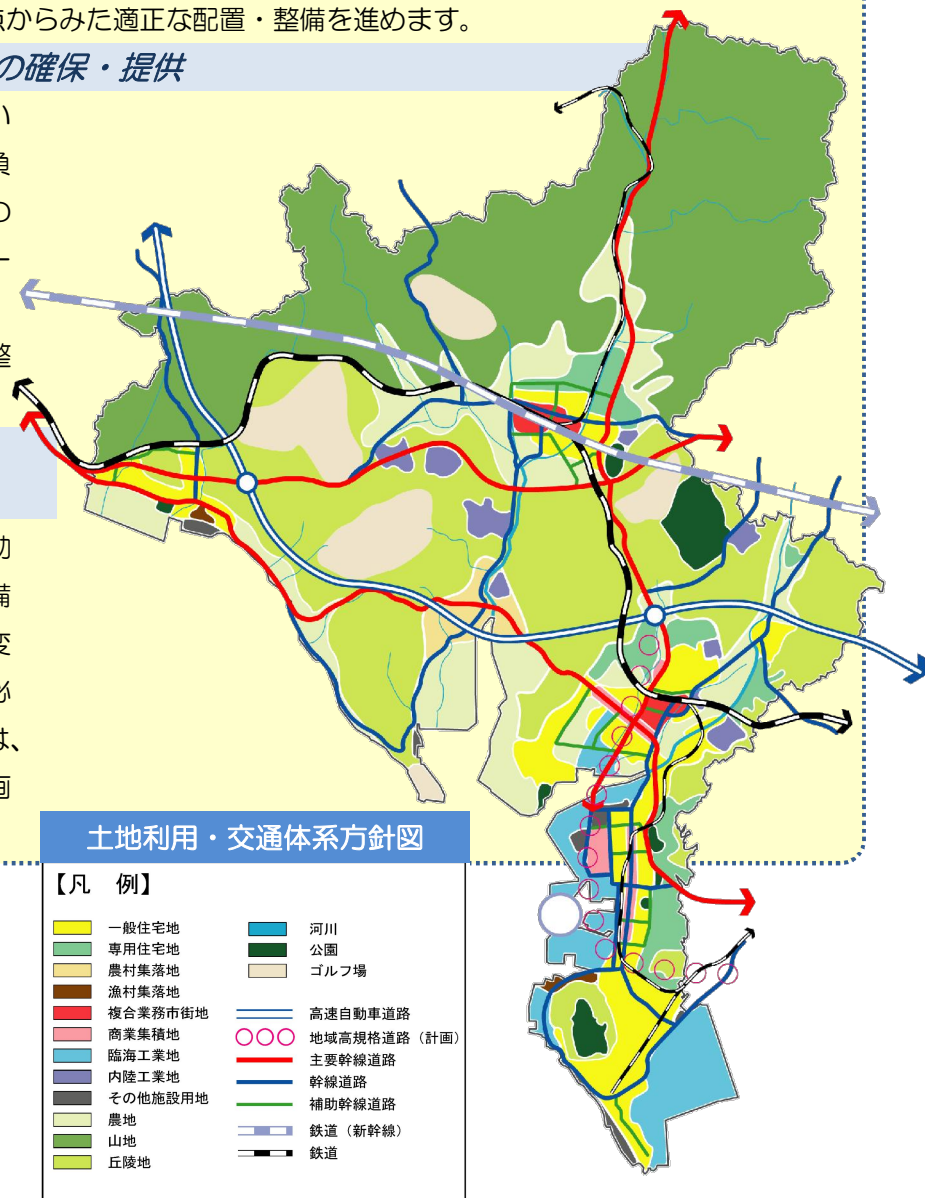 点からみた適正な配置・整備を進めます。
の確保・提供
い
負
の
ー
整
動
備
変
必
は、
画
土地利用・交通体系方針図
【凡　例】
一般住宅地
専用住宅地
農村集落地
漁村集落地
複合業務市街地
商業集積地
臨海工業地
内陸工業地
その他施設用地
農地
山地
丘陵地
河川
公園
ゴルフ場
高速自動車道路
地域高規格道路（計画）
主要幹線道路
幹線道路
補助幹線道路
鉄道（新幹線）
鉄道